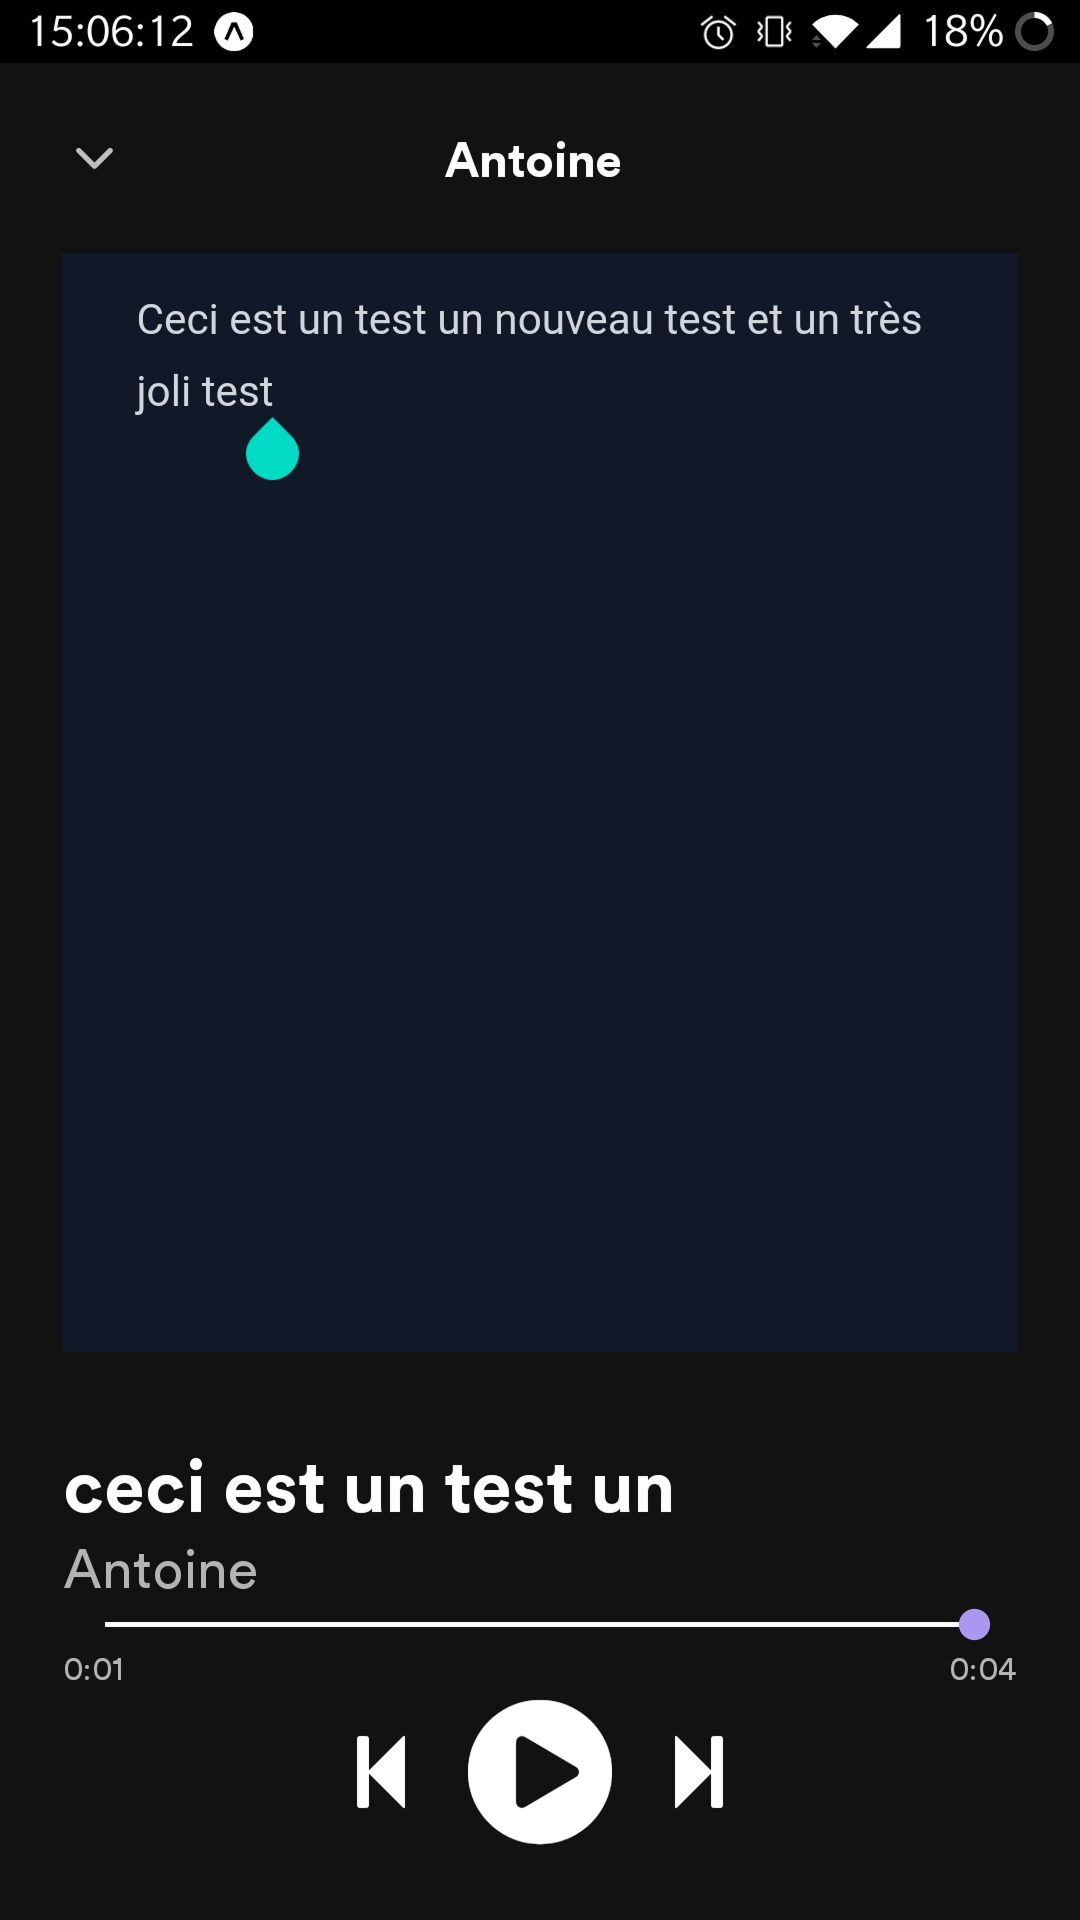 15:06:12 18%
Antoine
Ceci est un test un nouveau test et un très
joli test
ceci est un test un
Antoine
0:01 0:04